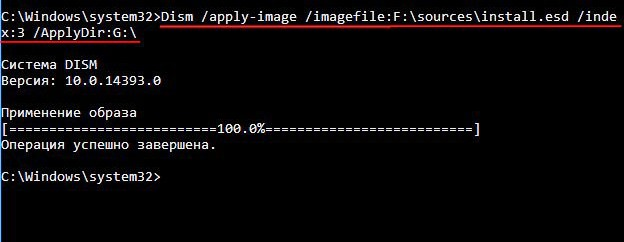 C:\Windows\system32>Dism /apply-image /imagefile:F:\sources\install.esd /inde
x:3 /ApplyDir:G:\
Cистема DISM
Версия: 10.0.14393.0
Применение образа
[==========================100.0%==========================]
Операция успешно завершена.
C:\Windows\system32>